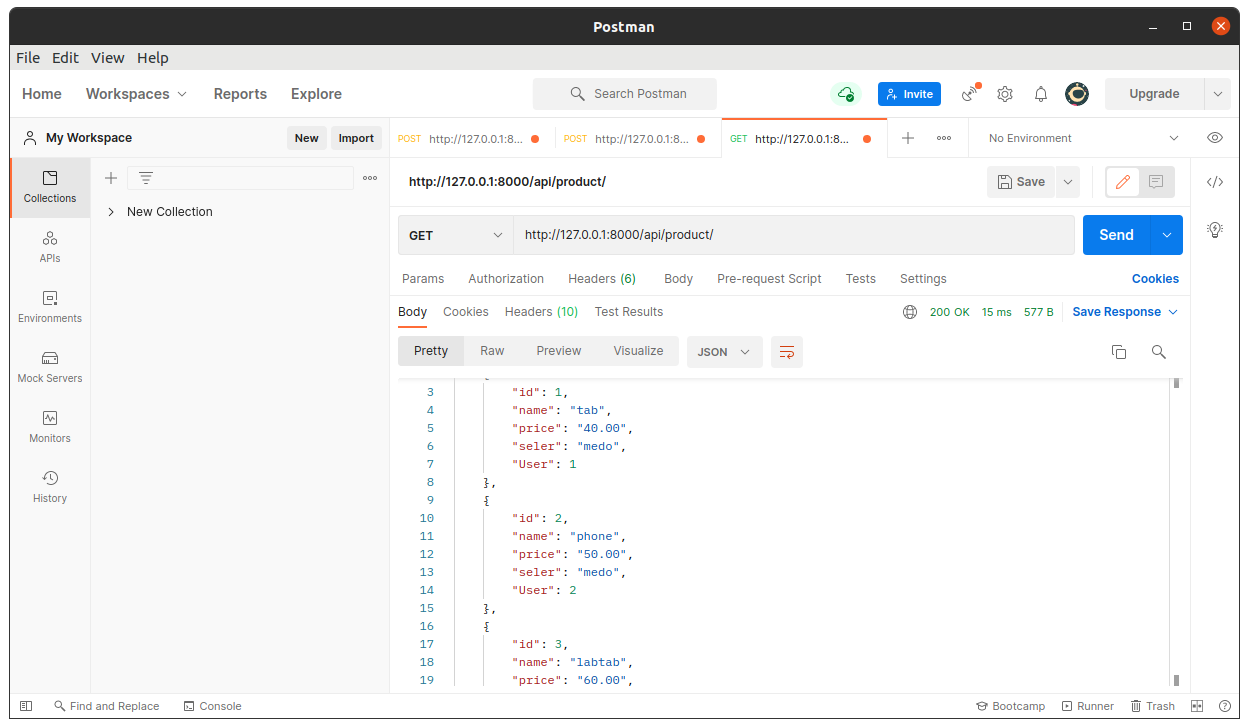 Postman
File Edit View Help
Home Workspaces Reports Explore Search Postman Invite Upgrade
My Workspace New Import POST http://127.0.0.1:8... POST http://127.0.0.1:8... GET http://127.0.0.1:8... No Environment
Collections
New Collection
APIs
Environments
Mock Servers
Monitors
History
http://127.0.0.1:8000/api/product/ Save
GET http://127.0.0.1:8000/api/product/ Send
Params Authorization Headers (6) Body Pre-request Script Tests Settings Cookies
Body Cookies Headers (10) Test Results 200 OK 15 ms 577 B Save Response
Pretty Raw Preview Visualize JSON
3 "id": 1,
4 "name": "tab",
5 "price": "40.00",
6 "seler": "medo",
7 "User": 1
8 },
9 {
10 "id": 2,
11 "name": "phone",
12 "price": "50.00",
13 "seler": "medo",
14 "User": 2
15 },
16 {
17 "id": 3,
18 "name": "labtab",
19 "price": "60.00",
Find and Replace Console Bootcamp Runner Trash